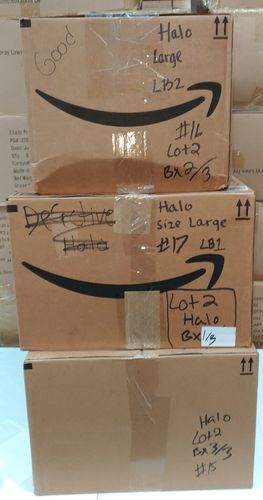 Good
Halo
Large
LB2
#16
Lot 2
Bx 2/3
Defective
Halo
Halo
Size Large
#17 LB1
Lot 2
Halo
Bx 1/3
Halo
Lot 2
Bx 3/3
#15